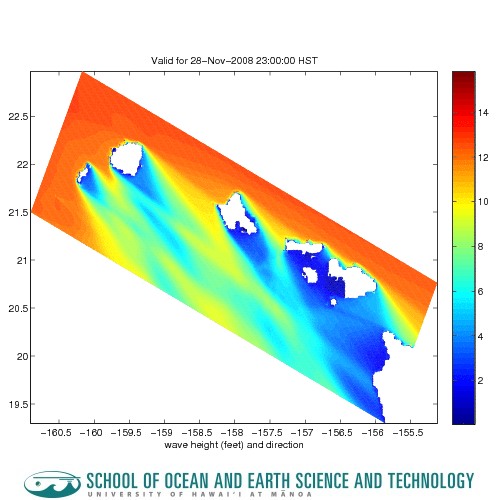 Valid for 28-Nov-2008 23:00:00 HST
22.5
22
21.5
21
20.5
20
19.5
-160.5 -160 -159.5 -159 -158.5 -158 -157.5 -157 -156.5 -156 -155.5
wave height (feet) and direction
14
12
10
8
6
4
2
SCHOOL OF OCEAN AND EARTH SCIENCE AND TECHNOLOGY
UNIVERSITY OF HAWAI'I AT MĀNOA